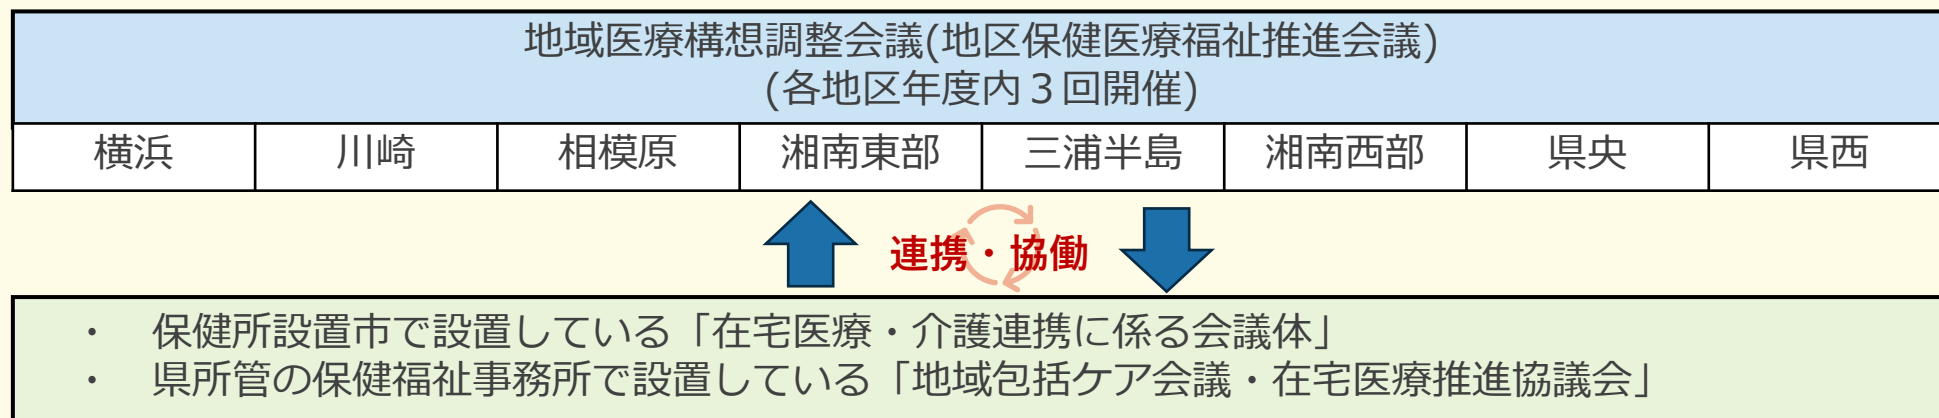 地域医療構想調整会議(地区保健医療福祉推進会議)
(各地区年度内３回開催)
横浜 川崎 相模原 湘南東部 三浦半島 湘南西部 県央 県西
連携・協働
・ 保健所設置市で設置している「在宅医療・介護連携に係る会議体」
・ 県所管の保健福祉事務所で設置している「地域包括ケア会議・在宅医療推進協議会」